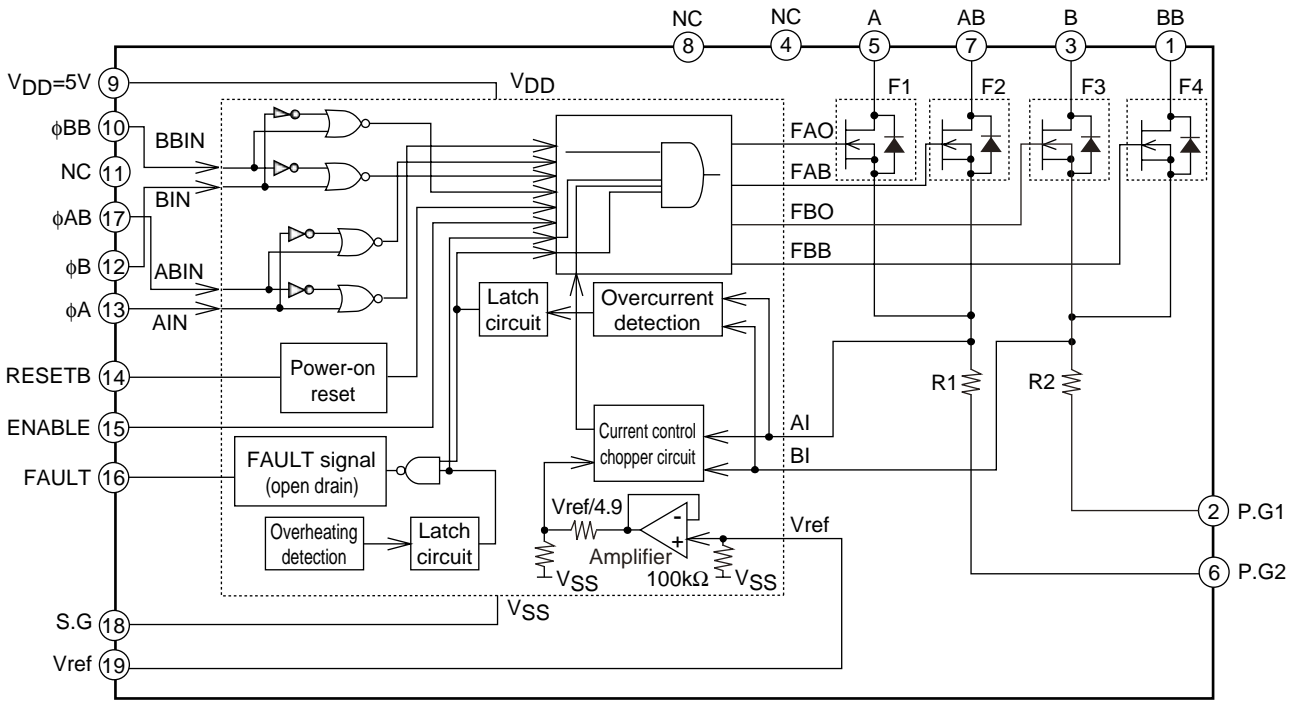 NC
NC
A
AB
B
BB
8
4
5
7
3
1
VDD=5V
9
VDD
F1
F2
F3
F4
φBB
10
BBIN
FAO
NC
11
FAB
BIN
φAB
17
FBO
φB
12
ABIN
FBB
φA
13
AIN
Latch
circuit
Overcurrent
detection
RESETB
14
Power-on
reset
R1
R2
ENABLE
15
Current control
chopper circuit
AI
BI
FAULT
16
FAULT signal
(open drain)
Vref/4.9
2
P.G1
Overheating
detection
Latch
circuit
-
+
Amplifier
Vref
VSS
100kΩ
VSS
6
P.G2
VSS
S.G
18
Vref
19